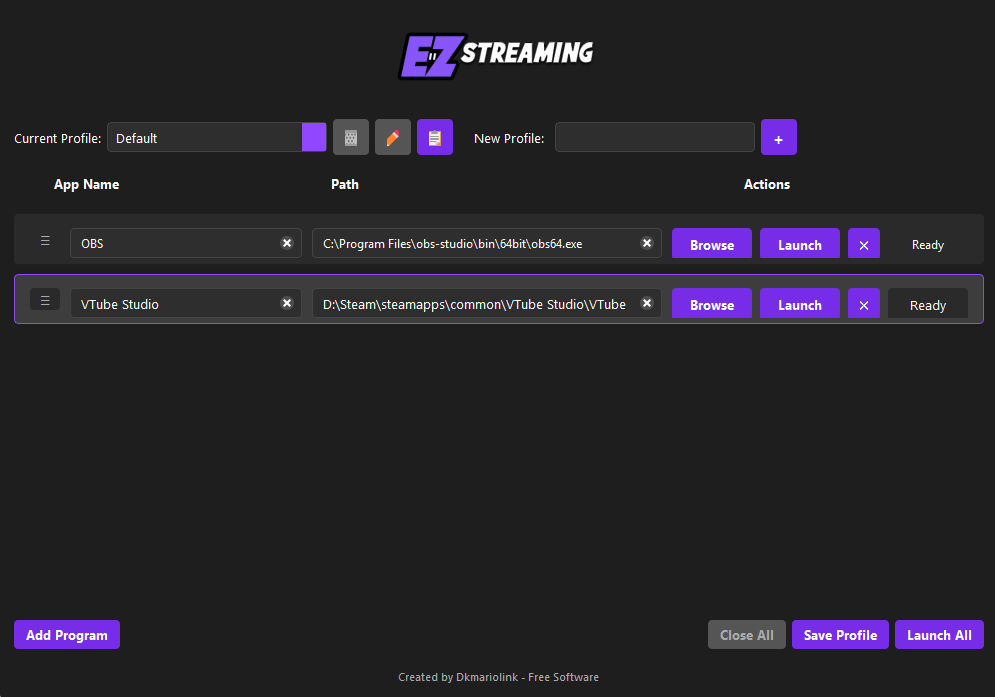 EZ STREAMING
Current Profile: Default New Profile: +
App Name Path Actions
OBS C:\Program Files\obs-studio\bin\64bit\obs64.exe Browse Launch × Ready
VTube Studio D:\Steam\steamapps\common\VTube Studio\VTube Browse Launch × Ready
Add Program Close All Save Profile Launch All
Created by Dkmariolink - Free Software